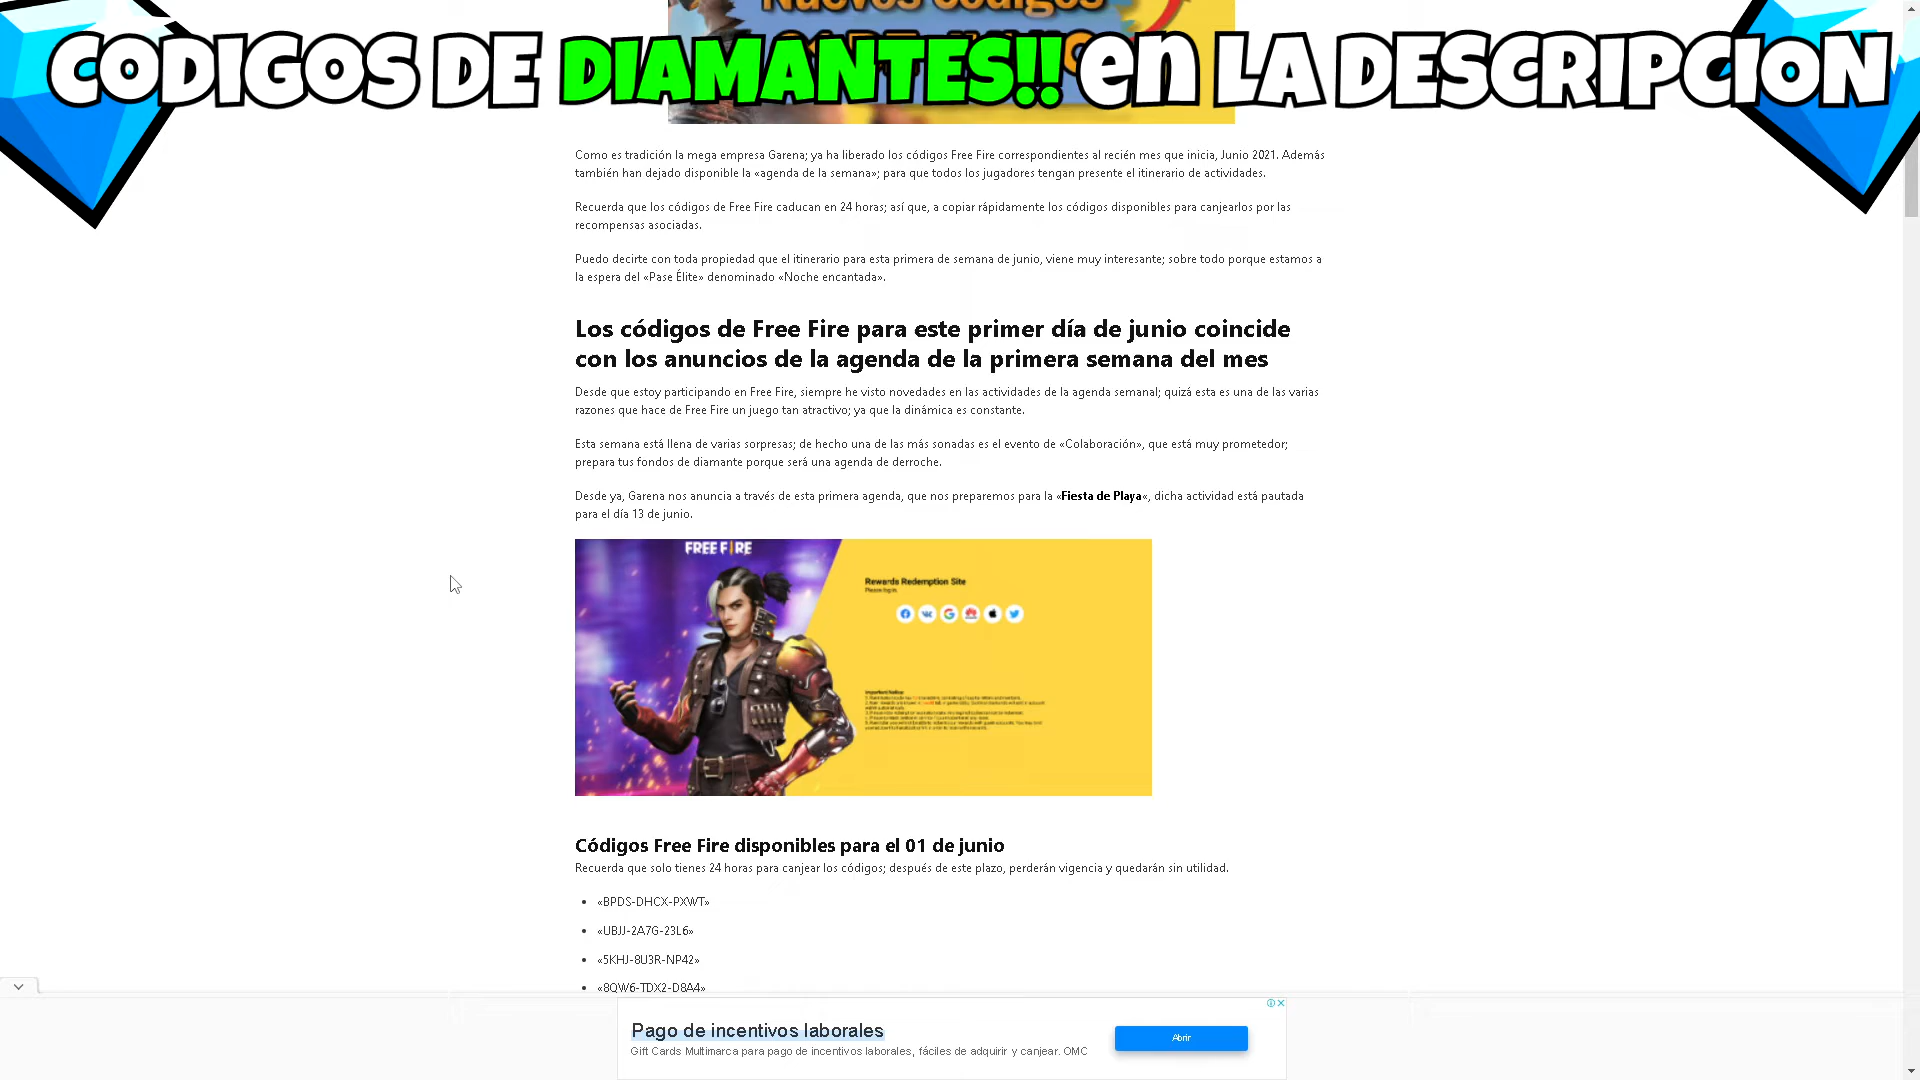 Nuevos códigos
CODIGOS DE DIAMANTES!! en LA DESCRIPCION
Como es tradición la mega empresa Garena; ya ha liberado los códigos Free Fire correspondientes al recién mes que inicia, Junio 2021. Además
también han dejado disponible la «agenda de la semana»; para que todos los jugadores tengan presente el itinerario de actividades.
Recuerda que los códigos de Free Fire caducan en 24 horas; así que, a copiar rápidamente los códigos disponibles para canjearlos por las
recompensas asociadas.
Puedo decirte con toda propiedad que el itinerario para esta primera de semana de junio, viene muy interesante; sobre todo porque estamos a
la espera del «Pase Élite» denominado «Noche encantada».
Los códigos de Free Fire para este primer día de junio coincide
con los anuncios de la agenda de la primera semana del mes
Desde que estoy participando en Free Fire, siempre he visto novedades en las actividades de la agenda semanal; quizá esta es una de las varias
razones que hace de Free Fire un juego tan atractivo; ya que la dinámica es constante.
Esta semana está llena de varias sorpresas; de hecho una de las más sonadas es el evento de «Colaboración», que está muy prometedor;
prepara tus fondos de diamante porque será una agenda de derroche.
Desde ya, Garena nos anuncia a través de esta primera agenda, que nos preparemos para la «Fiesta de Playa«, dicha actividad está pautada
para el día 13 de junio.
FREE FIRE
Rewards Redemption Site
Please log in.
Códigos Free Fire disponibles para el 01 de junio
Recuerda que solo tienes 24 horas para canjear los códigos; después de este plazo, perderán vigencia y quedarán sin utilidad.
«BPDS-DHCX-PXWT»
«UBJJ-2A7G-23L6»
«5KHJ-8U3R-NP42»
«8QW6-TDX2-D8A4»
Pago de incentivos laborales
Gift Cards Multimarca para pago de incentivos laborales, fáciles de adquirir y canjear. OMC
Abrir